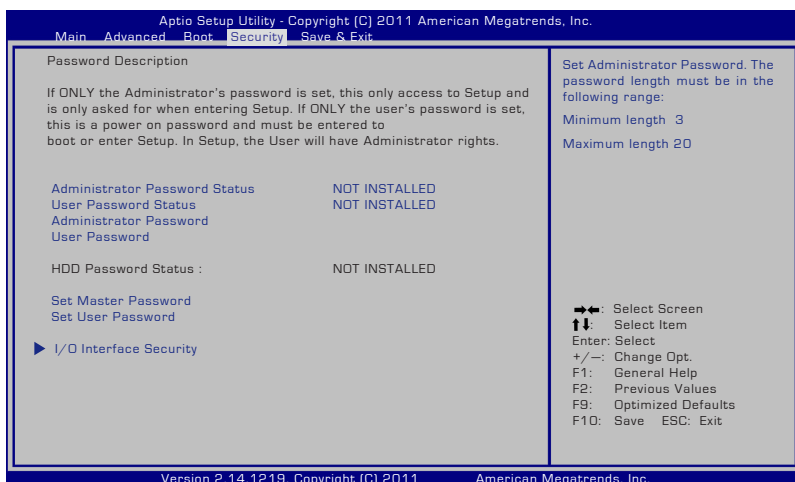 Aptio Setup Utility - Copyright (C) 2011 American Megatrends, Inc.
Main Advanced Boot Security Save & Exit
Password Description
If ONLY the Administrator's password is set, this only access to Setup and
is only asked for when entering Setup. If ONLY the user's password is set,
this is a power on password and must be entered to
boot or enter Setup. In Setup, the User will have Administrator rights.
Administrator Password Status NOT INSTALLED
User Password Status NOT INSTALLED
Administrator Password
User Password
HDD Password Status : NOT INSTALLED
Set Master Password
Set User Password
I/O Interface Security
Set Administrator Password. The
password length must be in the
following range:
Minimum length 3
Maximum length 20
→←: Select Screen
↑↓: Select Item
Enter: Select
+/—: Change Opt.
F1: General Help
F2: Previous Values
F9: Optimized Defaults
F10: Save ESC: Exit
Version 2.14.1219. Copyright (C) 2011 American Megatrends, Inc.